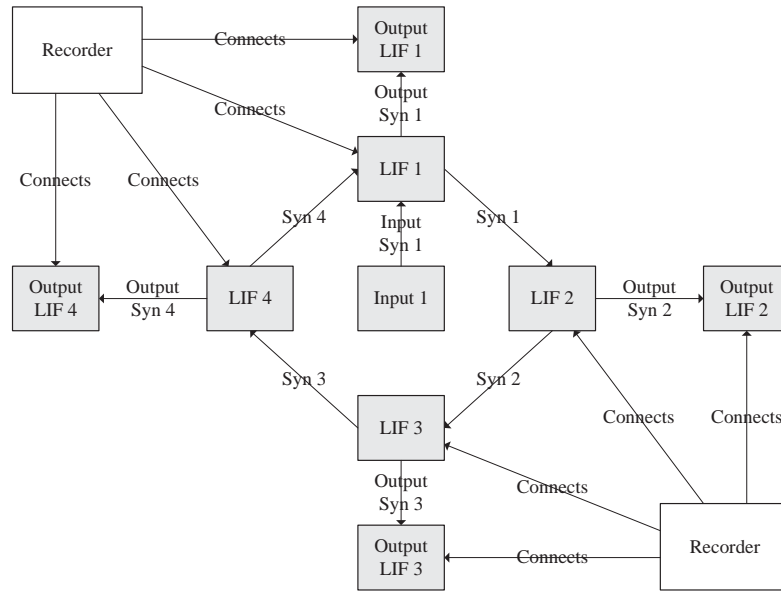 Recorder
Connects
Output
LIF 1
Connects
Output
Syn 1
LIF 1
Connects
Connects
Syn 4
Input
Syn 1
Syn 1
Output
LIF 4
Output
Syn 4
LIF 4
Input 1
LIF 2
Output
Syn 2
Output
LIF 2
Syn 3
Syn 2
LIF 3
Connects
Connects
Output
Syn 3
Connects
Output
LIF 3
Connects
Recorder